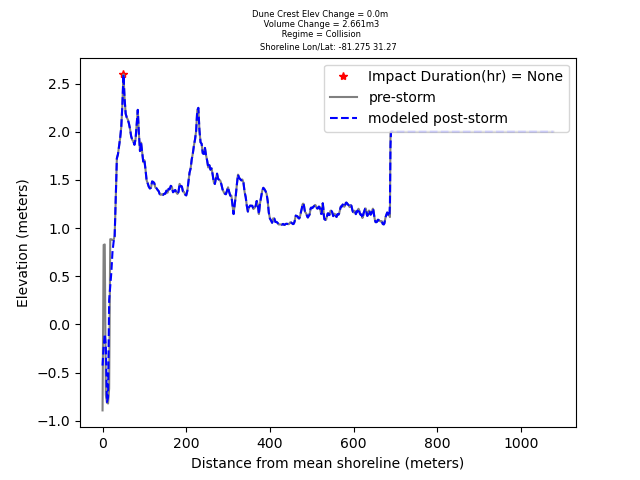 Dune Crest Elev Change = 0.0m
Volume Change = 2.661m3
Regime = Collision
Shoreline Lon/Lat: -81.275 31.27
Impact Duration(hr) = None
pre-storm
modeled post-storm
Elevation (meters)
2.5
2.0
1.5
1.0
0.5
0.0
−0.5
−1.0
0
200
400
600
800
1000
Distance from mean shoreline (meters)